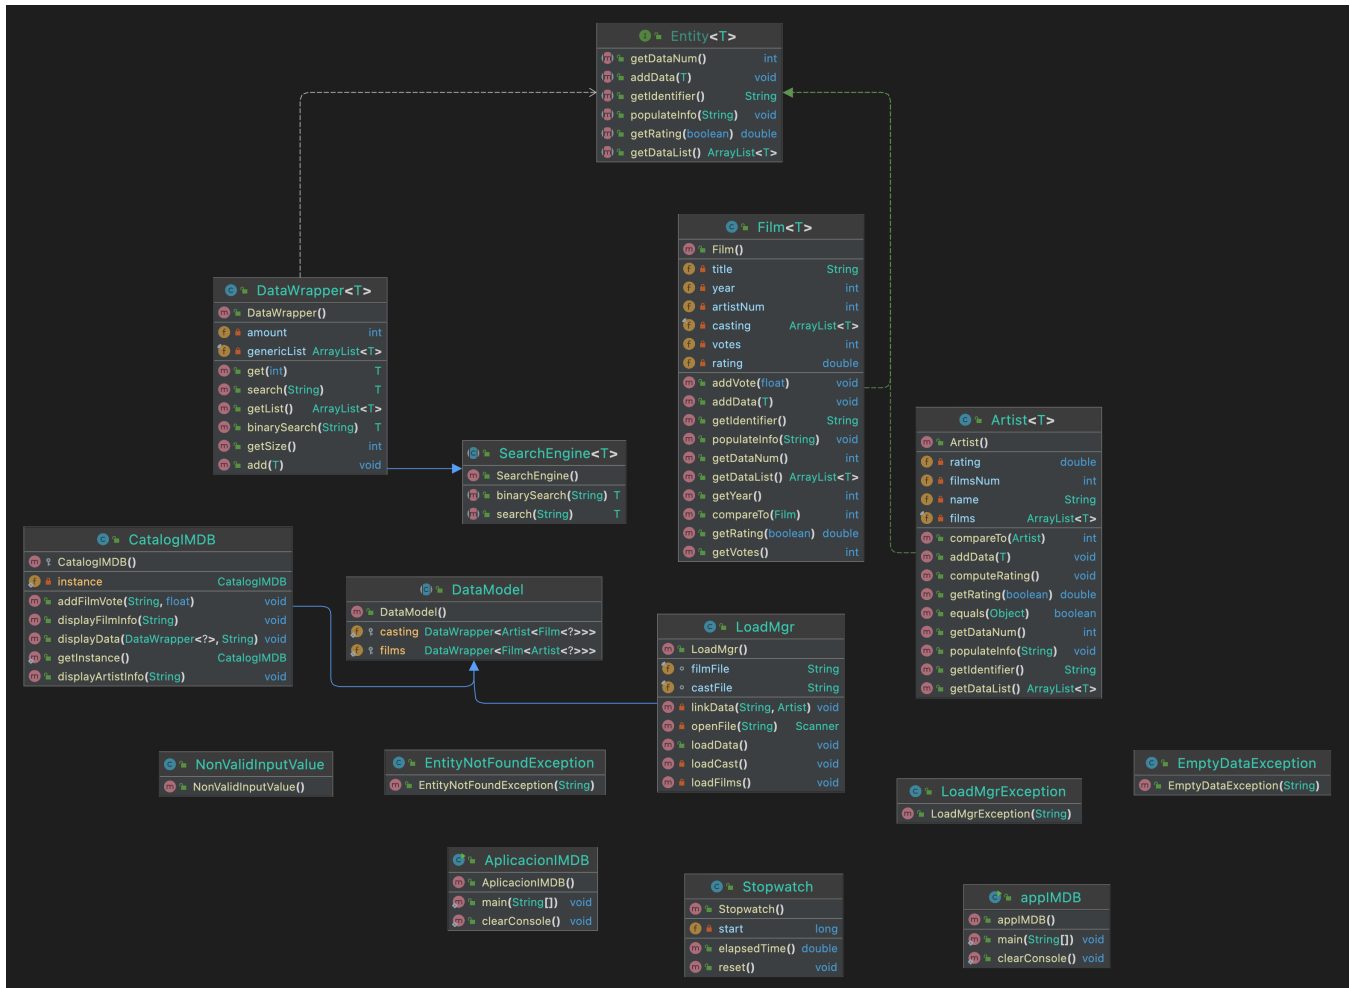 Entity<T>
getDataNum() int
addData(T) void
getIdentifier() String
populateInfo(String) void
getRating(boolean) double
getDataList() ArrayList<T>
Film<T>
Film()
title String
year int
artistNum int
casting ArrayList<T>
votes int
rating double
addVote(float) void
addData(T) void
getIdentifier() String
populateInfo(String) void
getDataNum() int
getDataList() ArrayList<T>
getYear() int
compareTo(Film) int
getRating(boolean) double
getVotes() int
DataWrapper<T>
DataWrapper()
amount int
genericList ArrayList<T>
get(int) T
search(String) T
getList() ArrayList<T>
binarySearch(String) T
getSize() int
add(T) void
Artist<T>
Artist()
rating double
filmsNum int
name String
films ArrayList<T>
compareTo(Artist) int
addData(T) void
computeRating() void
getRating(boolean) double
equals(Object) boolean
getDataNum() int
populateInfo(String) void
getIdentifier() String
getDataList() ArrayList<T>
SearchEngine<T>
SearchEngine()
binarySearch(String) T
search(String) T
CatalogIMDB
CatalogIMDB()
instance CatalogIMDB
addFilmVote(String, float) void
displayFilmInfo(String) void
displayData(DataWrapper<?>, String) void
getInstance() CatalogIMDB
displayArtistInfo(String) void
DataModel
DataModel()
casting DataWrapper<Artist<Film<?>>>
films DataWrapper<Film<Artist<?>>>
LoadMgr
LoadMgr()
filmFile String
castFile String
linkData(String, Artist) void
openFile(String) Scanner
loadData() void
loadCast() void
loadFilms() void
NonValidInputValue
NonValidInputValue()
EntityNotFoundException
EntityNotFoundException(String)
LoadMgrException
LoadMgrException(String)
EmptyDataException
EmptyDataException(String)
AplicacionIMDB
AplicacionIMDB()
main(String[]) void
clearConsole() void
Stopwatch
Stopwatch()
start long
elapsedTime() double
reset() void
appIMDB
appIMDB()
main(String[]) void
clearConsole() void